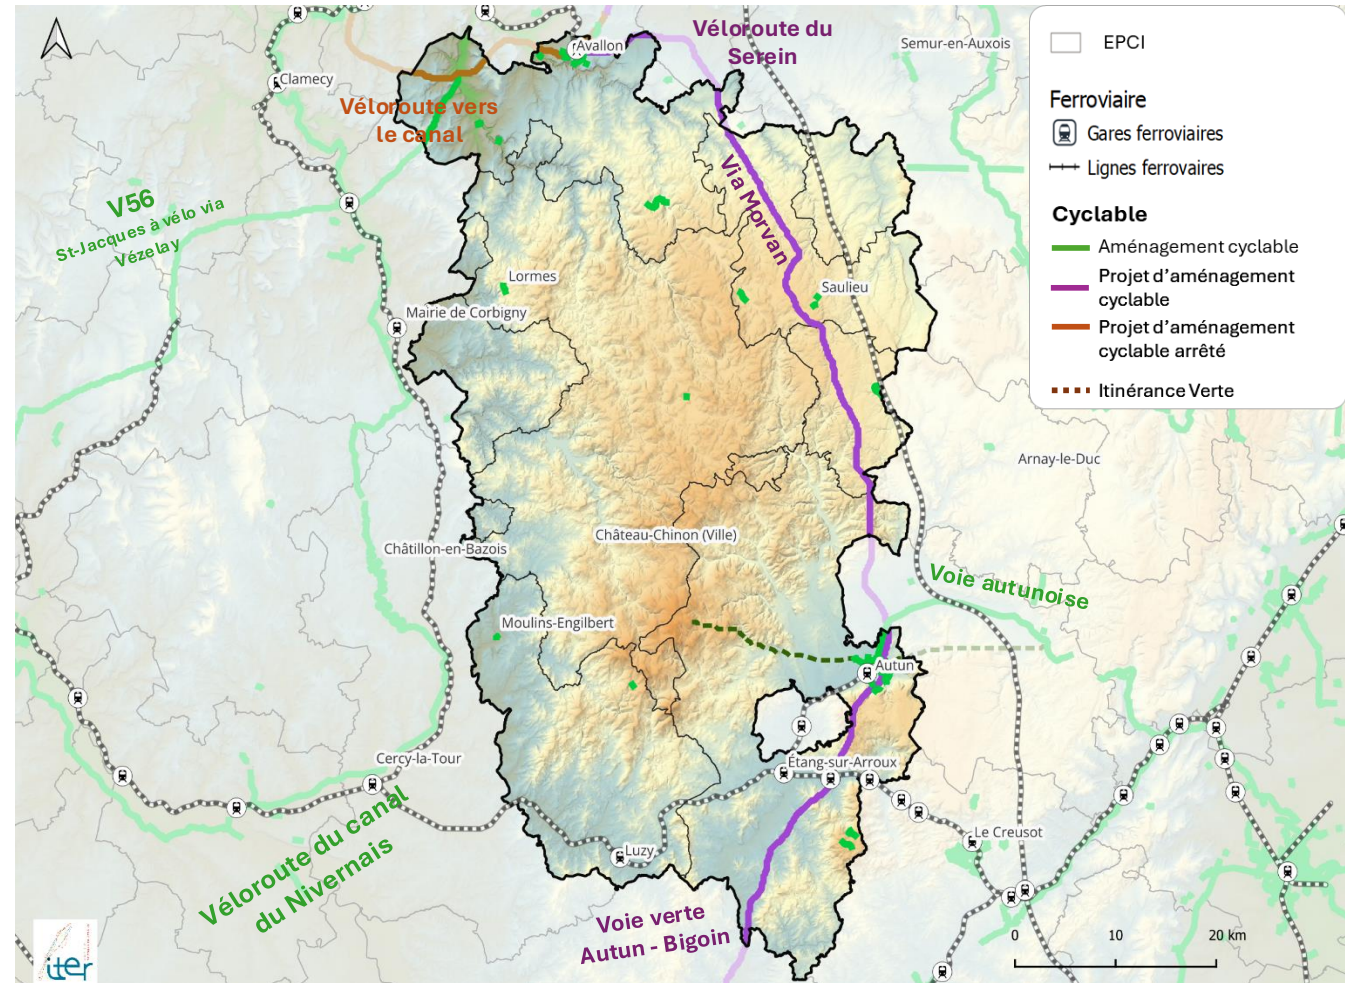 Véloroute du
Serein
Avallon
Semur-en-Auxois
Clamecy
Véloroute vers
le canal
EPCI
Ferroviaire
Gares ferroviaires
Lignes ferroviaires
Cyclable
Aménagement cyclable
Projet d'aménagement
cyclable
Projet d'aménagement
cyclable arrêté
Itinérance Verte
V56
St-Jacques à vélo via
Vézelay
Via Morvan
Lormes
Saulieu
Mairie de Corbigny
Arnay-le-Duc
Château-Chinon (Ville)
Châtillon-en-Bazois
Voie autunoise
Moulins-Engilbert
Autun
Cercy-la-Tour
Étang-sur-Arroux
Le Creusot
Luzy
Véloroute du canal
du Nivernais
Voie verte
Autun - Bigoin
iter
0 10 20 km